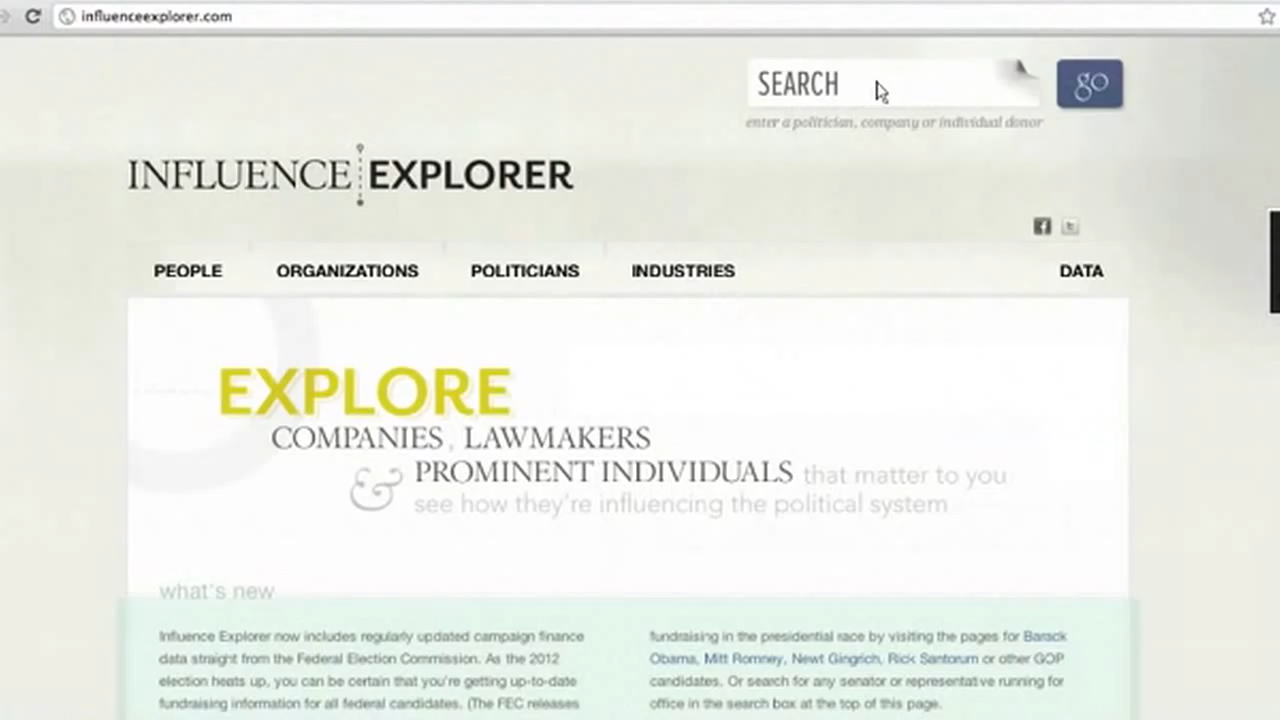 influenceexplorer.com
SEARCH
go
enter a politician, company or individual donor
INFLUENCE EXPLORER
PEOPLE ORGANIZATIONS POLITICIANS INDUSTRIES DATA
EXPLORE
COMPANIES, LAWMAKERS
& PROMINENT INDIVIDUALS that matter to you
see how they're influencing the political system
what's new
Influence Explorer now includes regularly updated campaign finance
data straight from the Federal Election Commission. As the 2012
election heats up, you can be certain that you're getting up-to-date
fundraising information for all federal candidates. (The FEC releases
fundraising in the presidential race by visiting the pages for Barack
Obama, Mitt Romney, Newt Gingrich, Rick Santorum or other GOP
candidates. Or search for any senator or representative running for
office in the search box at the top of this page.